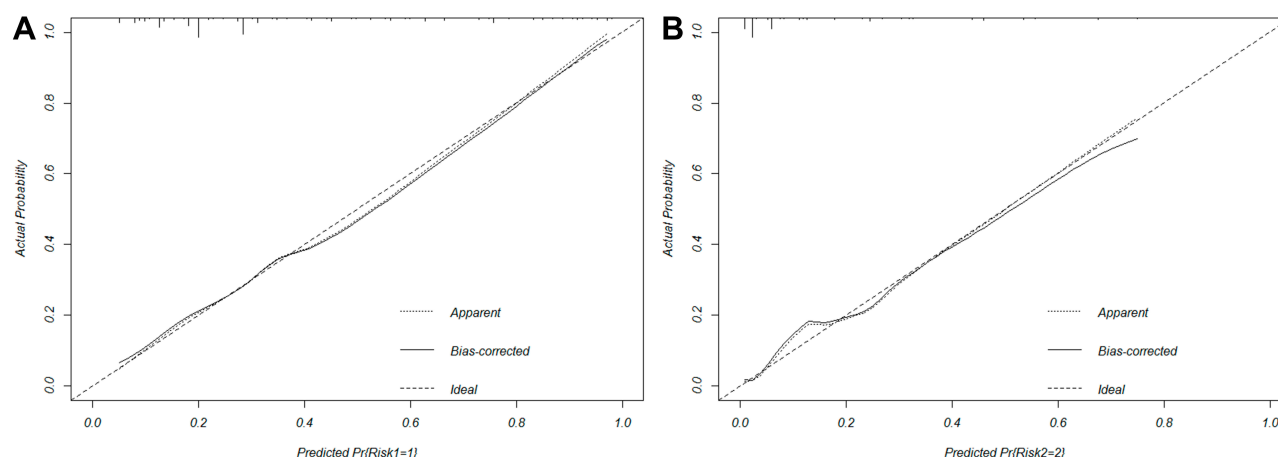 A
1.0
0.8
0.6
0.4
0.2
0.0
Actual Probability
Apparent
Bias-corrected
Ideal
0.0 0.2 0.4 0.6 0.8 1.0
Predicted Pr{Risk1=1}
B
1.0
0.8
0.6
0.4
0.2
0.0
Actual Probability
Apparent
Bias-corrected
Ideal
0.0 0.2 0.4 0.6 0.8 1.0
Predicted Pr{Risk2=2}